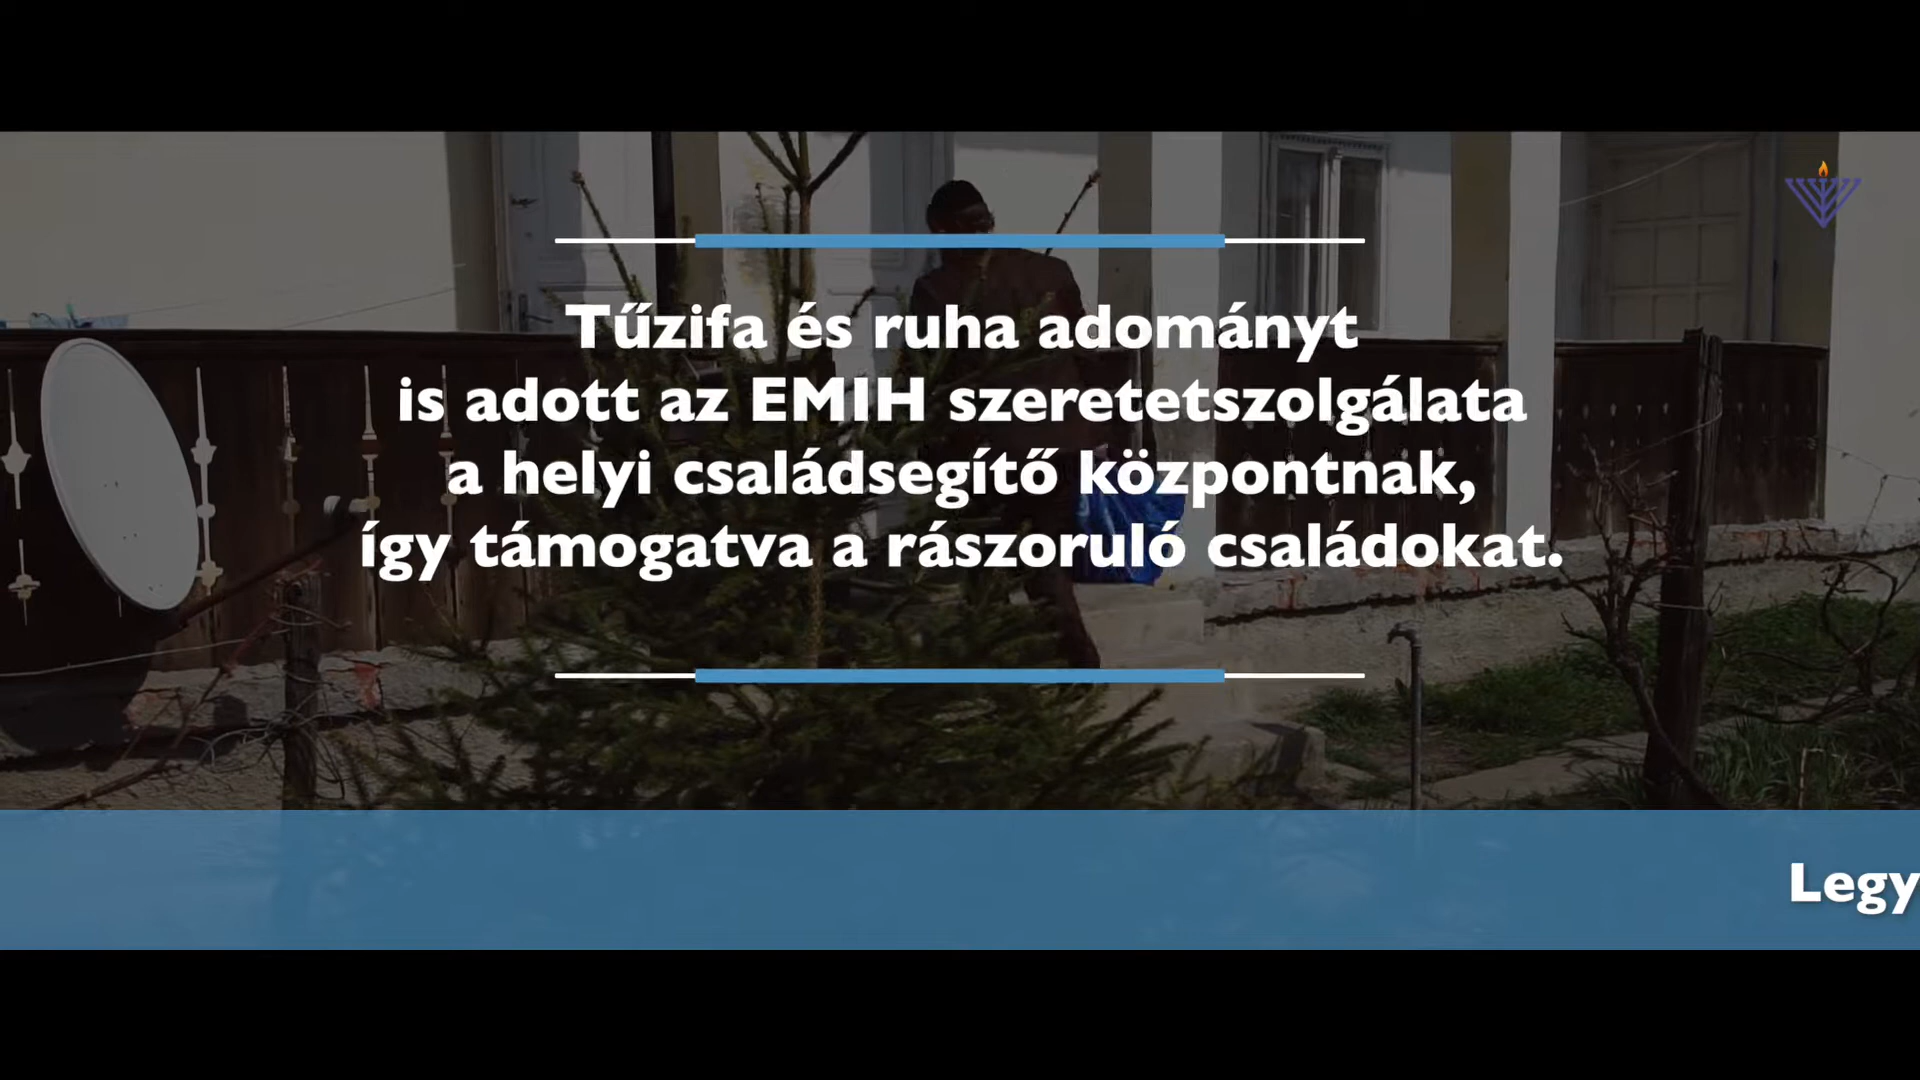 Tűzifa és ruha adományt
is adott az EMIH szeretetszolgálata
a helyi családsegítő központnak,
így támogatva a rászoruló családokat.
Legy